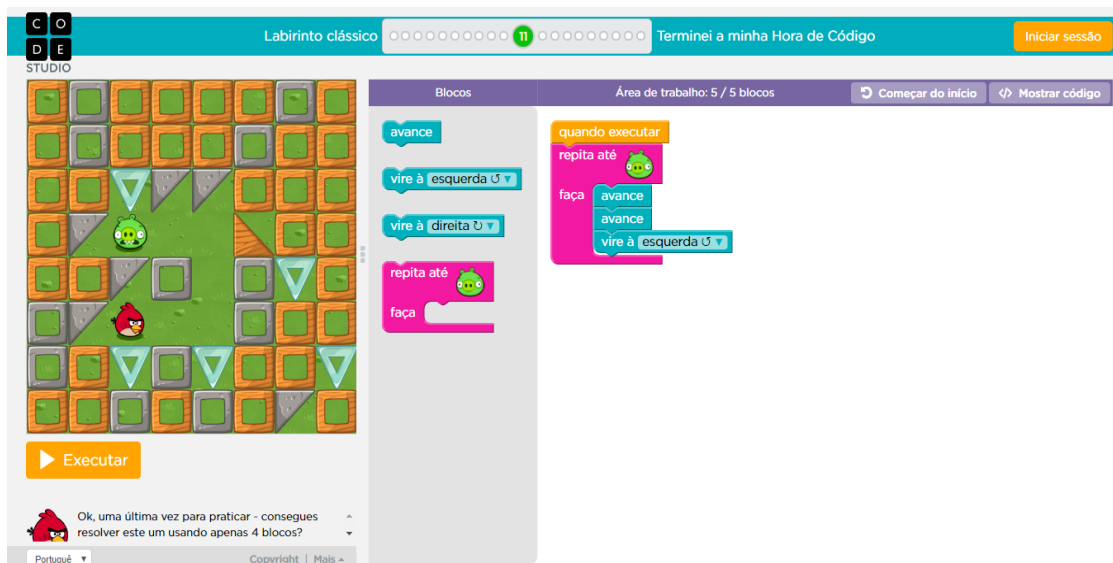 C O
D E
STUDIO
Labirinto clássico
11
Terminei a minha Hora de Código
Iniciar sessão
Blocos
Área de trabalho: 5 / 5 blocos
Começar do início
</> Mostrar código
avance
vire à esquerda ↺ ▼
vire à direita ↻ ▼
repita até
faça
quando executar
repita até
faça
avance
avance
vire à esquerda ↺ ▼
Executar
Ok, uma última vez para praticar - consegues
resolver este um usando apenas 4 blocos?
Portuguê ▼
Copyright | Mais ▲